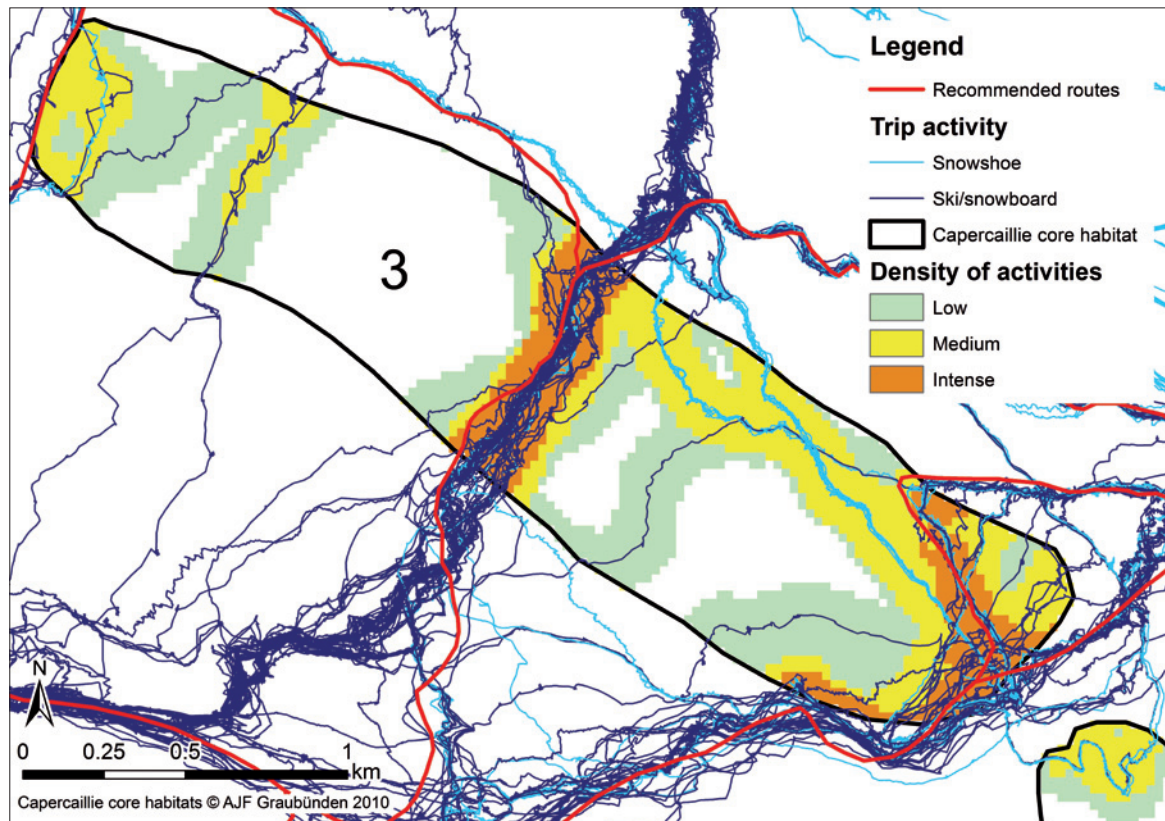 Legend
Recommended routes
Trip activity
Snowshoe
Ski/snowboard
Capercaillie core habitat
Density of activities
Low
Medium
Intense
3
N
0 0.25 0.5 1
km
Capercaillie core habitats © AJF Graubünden 2010